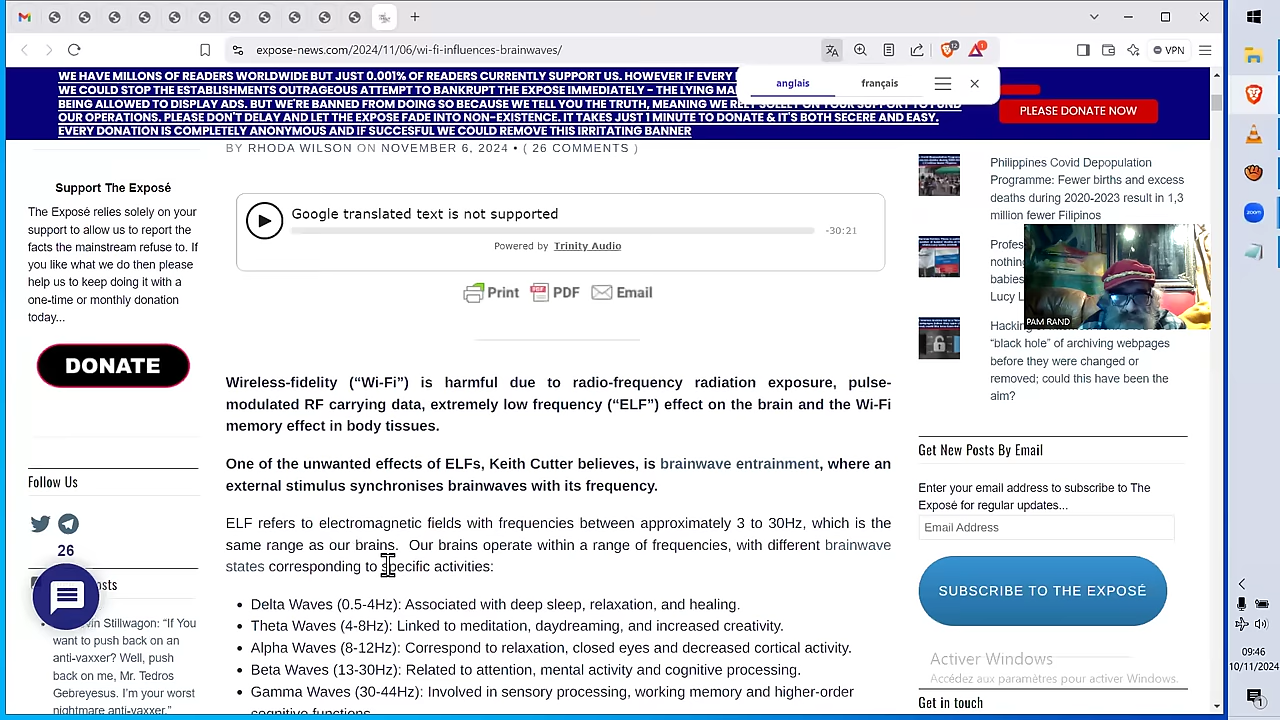 expose-news.com/2024/11/06/wi-fi-influences-brainwaves/
12
1
VPN
anglais
français
WE HAVE MILLONS OF READERS WORLDWIDE BUT JUST 0.001% OF READERS CURRENTLY SUPPORT US. HOWEVER IF EVERY
WE COULD STOP THE ESTABLISHMENTS OUTRAGEOUS ATTEMPT TO BANKRUPT THE EXPOSE IMMEDIATELY - THE LYING
BEING ALLOWED TO DISPLAY ADS. BUT WE'RE BANNED FROM DOING SO BECAUSE WE TELL YOU THE TRUTH, MEANING WE RELY SOLELY ON YOUR SUPPORT TO FUND
OUR OPERATIONS. PLEASE DON'T DELAY AND LET THE EXPOSE FADE INTO NON-EXISTENCE. IT TAKES JUST 1 MINUTE TO DONATE & IT'S BOTH SECERE AND EASY.
EVERY DONATION IS COMPLETELY ANONYMOUS AND IF SUCCESFUL WE COULD REMOVE THIS IRRITATING BANNER
PLEASE DONATE NOW
BY RHODA WILSON ON NOVEMBER 6, 2024 • ( 26 COMMENTS )
Support The Exposé
The Exposé relies solely on your
support to allow us to report the
facts the mainstream refuse to. If
you like what we do then please
help us to keep doing it with a
one-time or monthly donation
today...
DONATE
Follow Us
26
sts
vin Stillwagon: “If You
want to push back on an
anti-vaxxer? Well, push
back on me, Mr. Tedros
Gebreyesus. I'm your worst
nightmare anti-vaxxer.”
Google translated text is not supported
-30:21
Powered by Trinity Audio
Print
PDF
Email
Wireless-fidelity (“Wi-Fi”) is harmful due to radio-frequency radiation exposure, pulse-
modulated RF carrying data, extremely low frequency (“ELF”) effect on the brain and the Wi-Fi
memory effect in body tissues.
One of the unwanted effects of ELFs, Keith Cutter believes, is brainwave entrainment, where an
external stimulus synchronises brainwaves with its frequency.
ELF refers to electromagnetic fields with frequencies between approximately 3 to 30Hz, which is the
same range as our brains. Our brains operate within a range of frequencies, with different brainwave
states corresponding to specific activities:
• Delta Waves (0.5-4Hz): Associated with deep sleep, relaxation, and healing.
• Theta Waves (4-8Hz): Linked to meditation, daydreaming, and increased creativity.
• Alpha Waves (8-12Hz): Correspond to relaxation, closed eyes and decreased cortical activity.
• Beta Waves (13-30Hz): Related to attention, mental activity and cognitive processing.
• Gamma Waves (30-44Hz): Involved in sensory processing, working memory and higher-order
cognitive functions.
Philippines Covid Depopulation
Programme: Fewer births and excess
deaths during 2020-2023 result in 1,3
million fewer Filipinos
Profes
nothin
babies
Lucy L
PAM RAND
Hacking
“black hole” of archiving webpages
before they were changed or
removed; could this have been the
aim?
Get New Posts By Email
Enter your email address to subscribe to The
Exposé for regular updates...
Email Address
SUBSCRIBE TO THE EXPOSÉ
Activer Windows
Accédez aux paramètres pour activer Windows.
Get in touch
zoom
09:46
10/11/2024
1